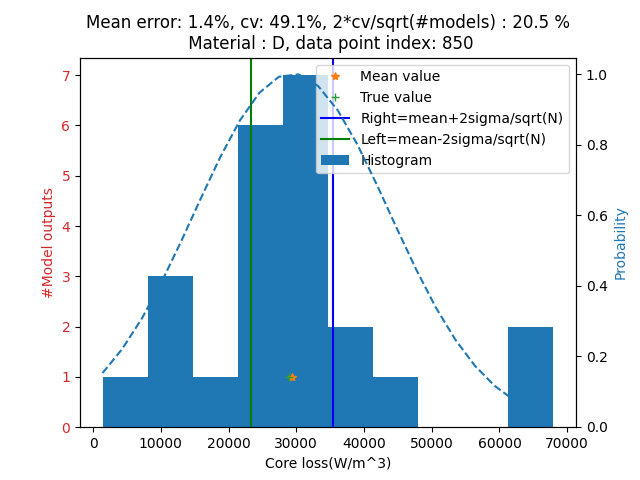 Mean error: 1.4%, cv: 49.1%, 2*cv/sqrt(#models) : 20.5 %
Material : D, data point index: 850
Mean value
True value
Right=mean+2sigma/sqrt(N)
Left=mean-2sigma/sqrt(N)
Histogram
#Model outputs
7
6
5
4
3
2
1
0
Probability
1.0
0.8
0.6
0.4
0.2
0.0
0 10000 20000 30000 40000 50000 60000 70000
Core loss(W/m^3)